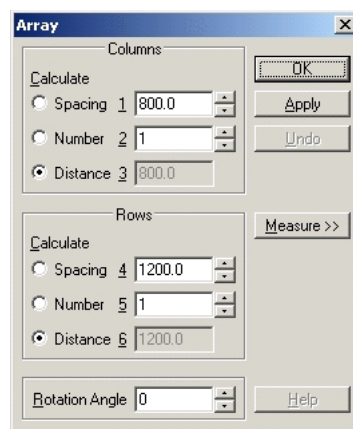 Array
Columns
OK
Calculate
Spacing 1 800.0
Apply
Number 2 1
Undo
Distance 3 800.0
Rows
Measure >>
Calculate
Spacing 4 1200.0
Number 5 1
Distance 6 1200.0
Rotation Angle 0
Help